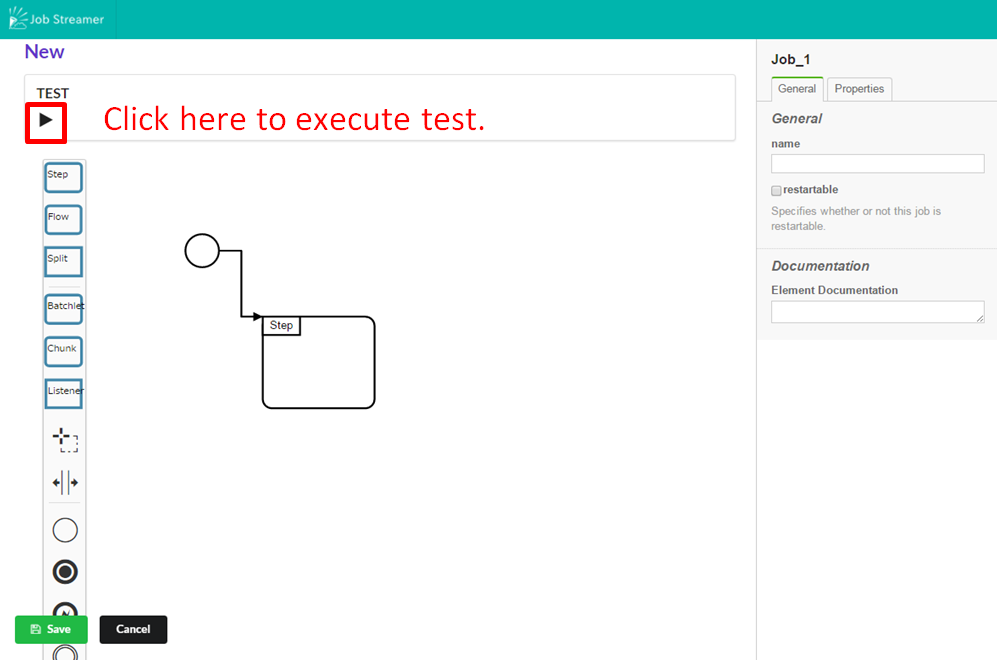 Job Streamer
New
TEST
Click here to execute test.
Step
Flow
Split
Batchlet
Chunk
Listener
Step
Save
Cancel
Job_1
General
Properties
General
name
restartable
Specifies whether or not this job is
restartable.
Documentation
Element Documentation